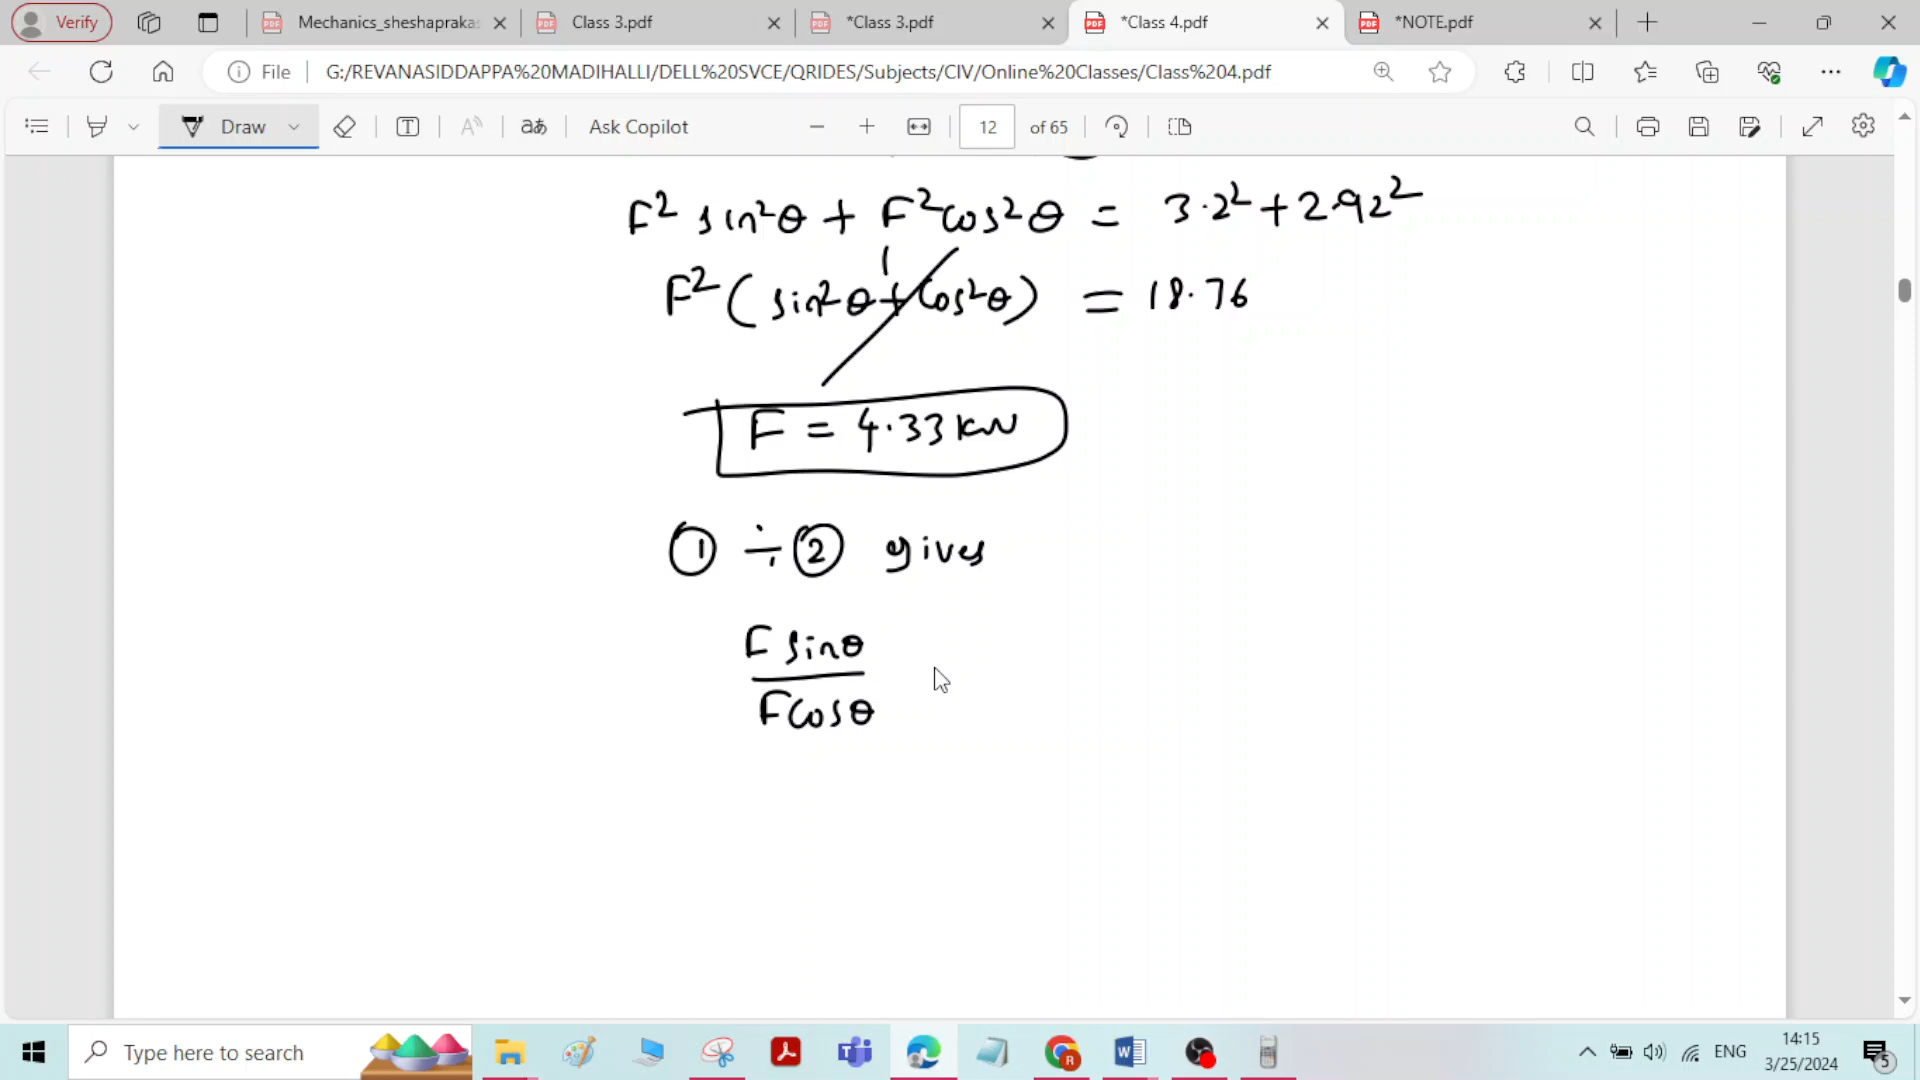 Verify
Mechanics_sheshapraka
Class 3.pdf
*Class 3.pdf
*Class 4.pdf
*NOTE.pdf
File
G:/REVANASIDDAPPA%20MADIHALLI/DELL%20SVCE/QRIDES/Subjects/CIV/Online%20Classes/Class%204.pdf
Draw
Ask Copilot
12 of 65
F² sin²θ + F²cos²θ = 3.2² + 2.92²
1
F² (sin²θ + cos²θ) = 18.76
F = 4.33 kN
① ÷ ② gives
F sinθ
F cosθ
Type here to search
ENG
14:15
3/25/2024
5